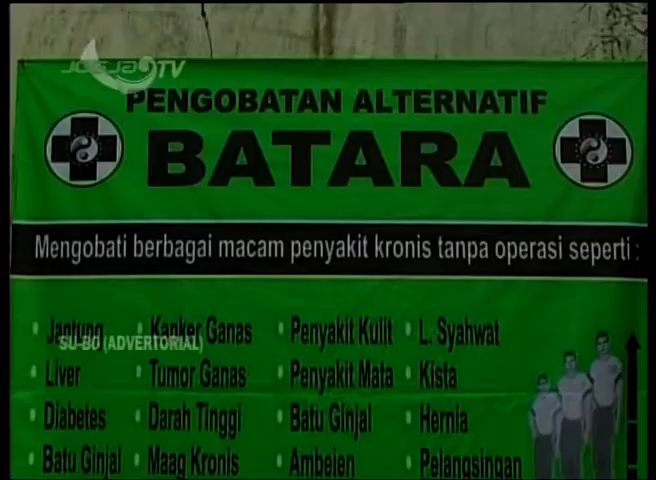 JOGJATV
PENGOBATAN ALTERNATIF
BATARA
Mengobati berbagai macam penyakit kronis tanpa operasi seperti :
Jantung Kanker Ganas Penyakit Kulit L. Syahwat
SU-BO (ADVERTORIAL)
Liver Tumor Ganas Penyakit Mata Kista
Diabetes Darah Tinggi Batu Ginjal Hernia
Batu Ginjal Maag Kronis Ambeien Pelangsingan